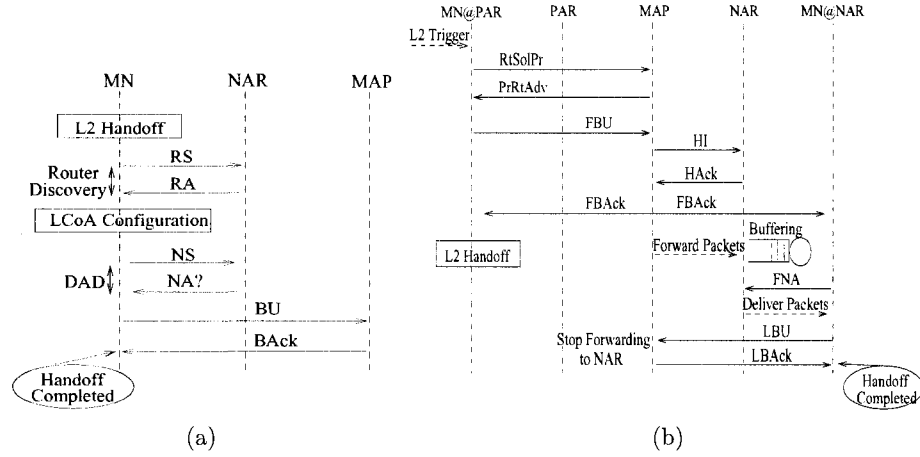 MN
NAR
MAP
L2 Handoff
RS
Router
Discovery
RA
LCoA Configuration
NS
DAD
NA?
BU
BAck
Handoff
Completed
(a)
MN@PAR
PAR
MAP
NAR
MN@NAR
L2 Trigger
RtSolPr
PrRtAdv
FBU
HI
HAck
FBAck
FBAck
Buffering
L2 Handoff
Forward Packets
FNA
Deliver Packets
LBU
Stop Forwarding
to NAR
LBAck
Handoff
Completed
(b)